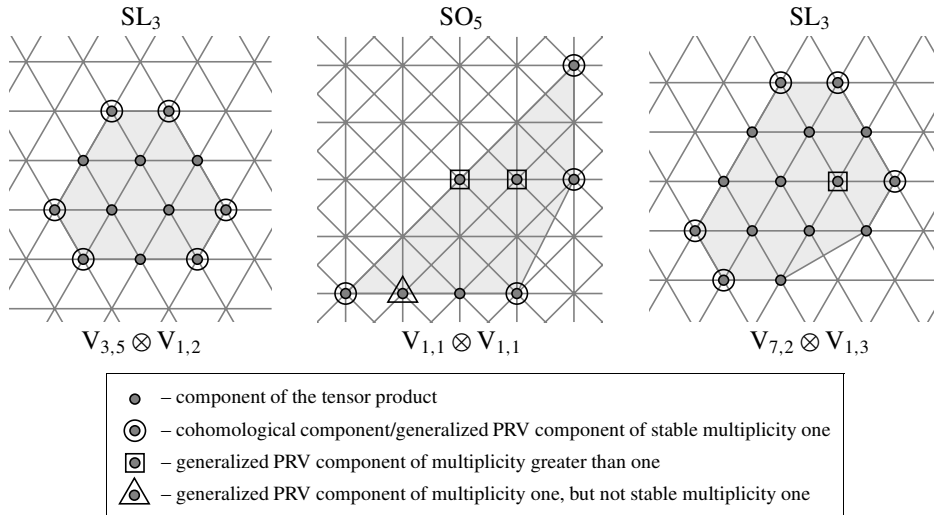 SL₃ SO₅ SL₃
V₃,₅ ⊗ V₁,₂ V₁,₁ ⊗ V₁,₁ V₇,₂ ⊗ V₁,₃
– component of the tensor product
– cohomological component/generalized PRV component of stable multiplicity one
– generalized PRV component of multiplicity greater than one
– generalized PRV component of multiplicity one, but not stable multiplicity one